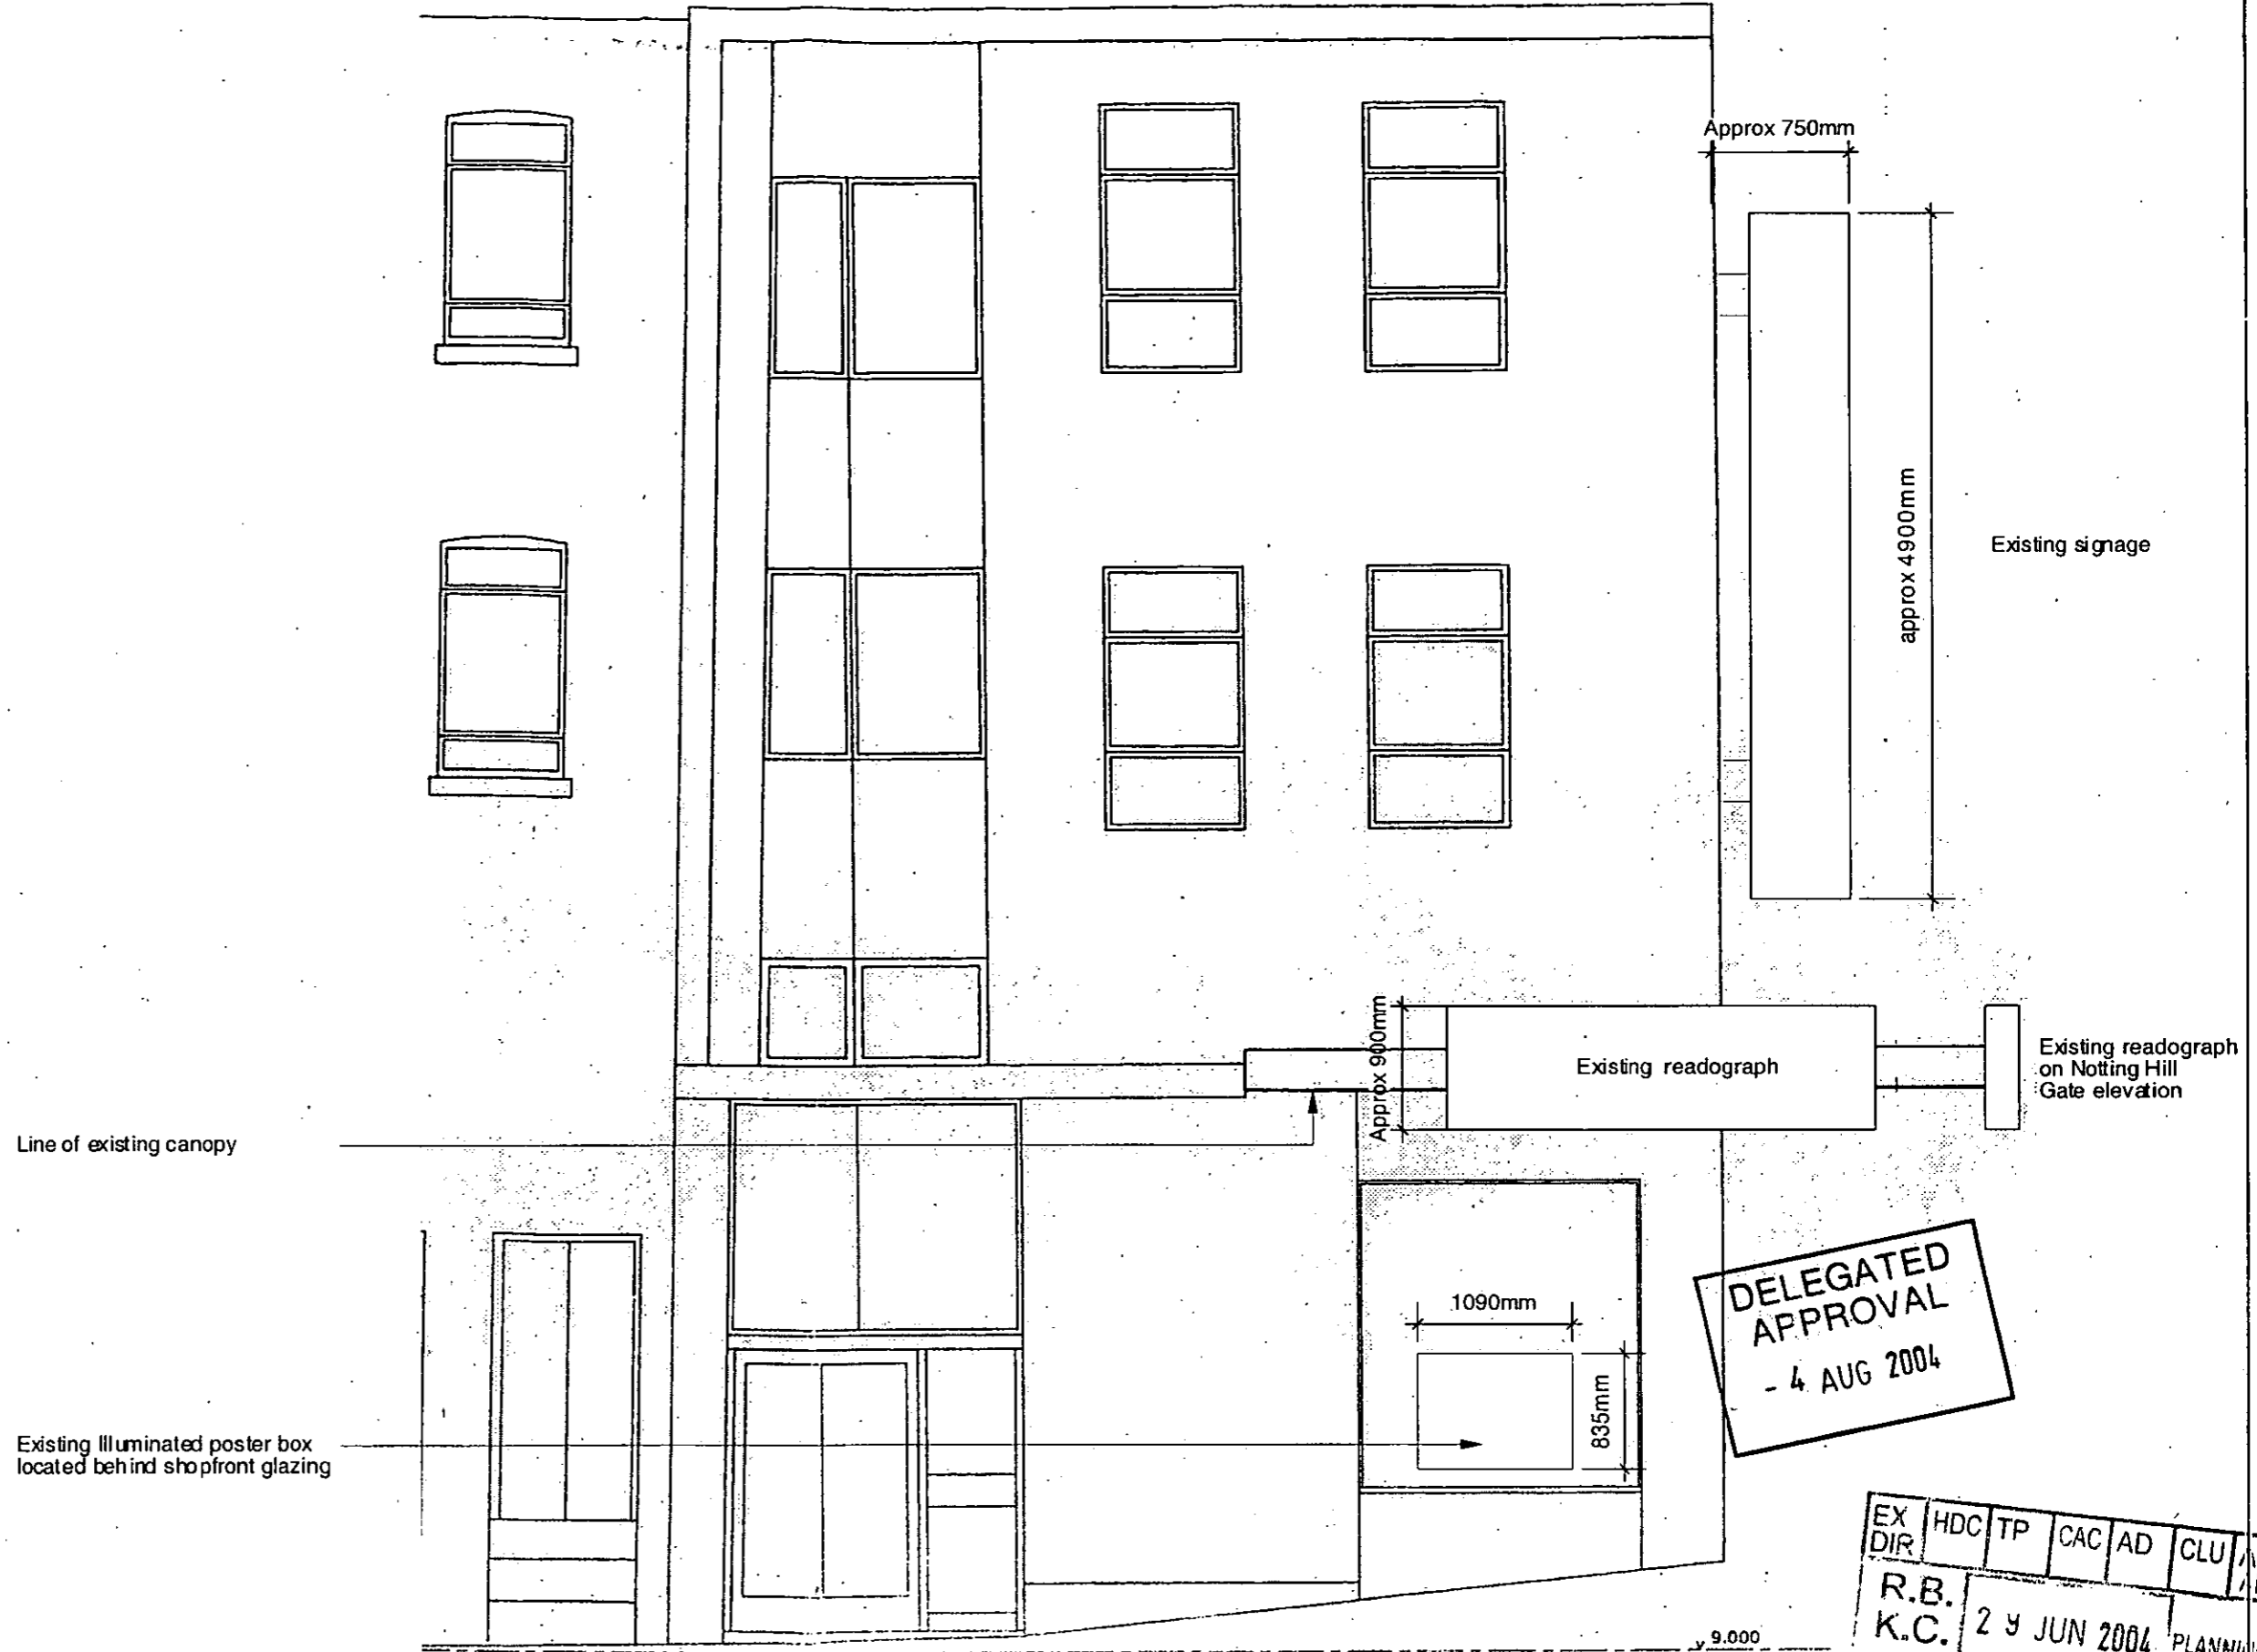 Approx 750mm
approx 4900mm
Existing signage
Approx 900mm
Existing readograph
Existing readograph
on Notting Hill
Gate elevation
Line of existing canopy
1090mm
835mm
DELEGATED
APPROVAL
- 4 AUG 2004
Existing Illuminated poster box
located behind shopfront glazing
EX
DIR
HDC
TP
CAC
AD
CLU
R.B.
K.C.
29 JUN 2004
9.000